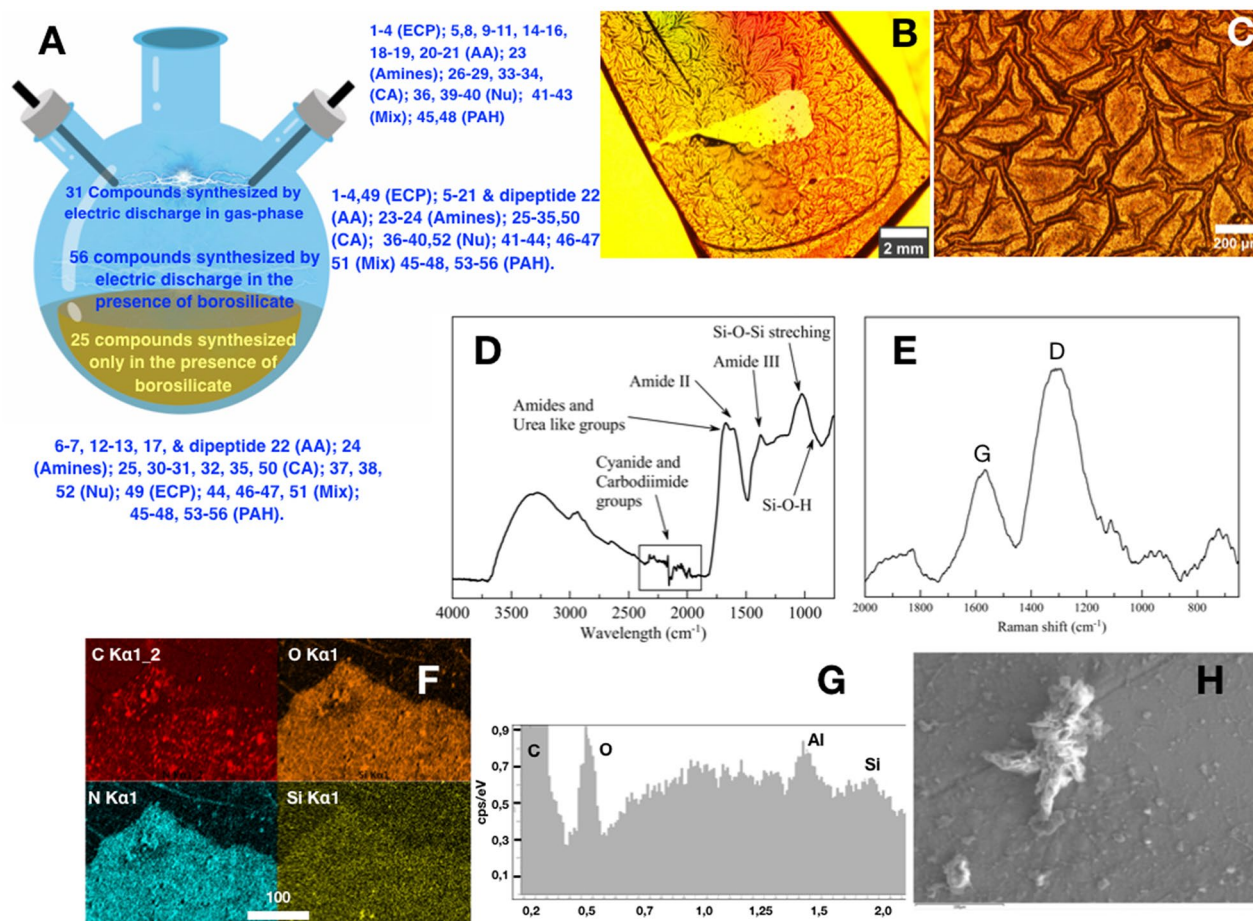 A
1-4 (ECP); 5,8, 9-11, 14-16,
18-19, 20-21 (AA); 23
(Amines); 26-29, 33-34,
(CA); 36, 39-40 (Nu); 41-43
(Mix); 45,48 (PAH)
31 Compounds synthesized by
electric discharge in gas-phase
56 compounds synthesized by
electric discharge in the
presence of borosilicate
25 compounds synthesized
only in the presence of
borosilicate
1-4,49 (ECP); 5-21 & dipeptide 22
(AA); 23-24 (Amines); 25-35,50
(CA); 36-40,52 (Nu); 41-44; 46-47
51 (Mix) 45-48, 53-56 (PAH).
6-7, 12-13, 17, & dipeptide 22 (AA); 24
(Amines); 25, 30-31, 32, 35, 50 (CA); 37, 38,
52 (Nu); 49 (ECP); 44, 46-47, 51 (Mix);
45-48, 53-56 (PAH).
B
2 mm
C
200 µm
D
Si-O-Si streching
Amide III
Amide II
Amides and
Urea like groups
Cyanide and
Carbodiimide
groups
Si-O-H
4000 3500 3000 2500 2000 1500 1000
Wavelength (cm-1)
E
D
G
2000 1800 1600 1400 1200 1000 800
Raman shift (cm-1)
F
C Kα1_2
O Kα1
N Kα1
Si Kα1
100
G
C
O
Al
Si
cps/eV
0,9
0,7
0,5
0,3
0,1
0,2 0,5 0,7 1,0 1,25 1,5 2,0
H